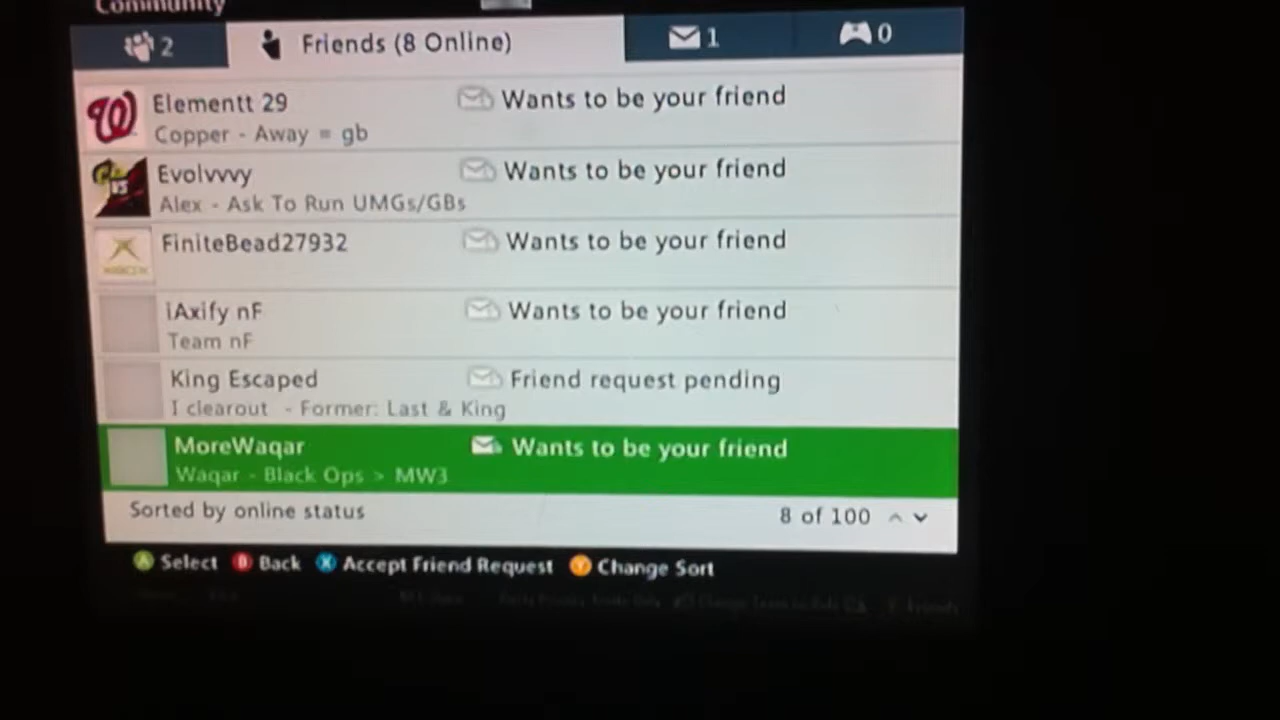 Community
2
Friends (8 Online)
1
0
Elementt 29
Wants to be your friend
Copper - Away = gb
Evolvvvy
Wants to be your friend
Alex - Ask To Run UMGs/GBs
FiniteBead27932
Wants to be your friend
iAxify nF
Wants to be your friend
Team nF
King Escaped
Friend request pending
I clearout - Former: Last & King
MoreWaqar
Wants to be your friend
Waqar - Black Ops > MW3
Sorted by online status
8 of 100
A Select B Back X Accept Friend Request Y Change Sort